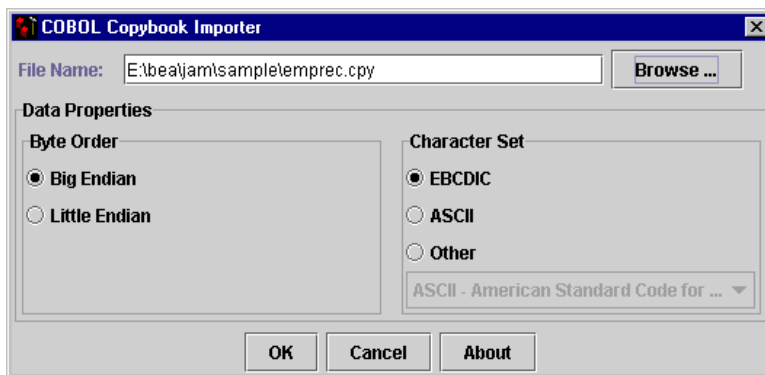 COBOL Copybook Importer
File Name: E:\bea\jam\sample\emprec.cpy Browse ...
Data Properties
Byte Order
Big Endian
Little Endian
Character Set
EBCDIC
ASCII
Other
ASCII - American Standard Code for ...
OK Cancel About